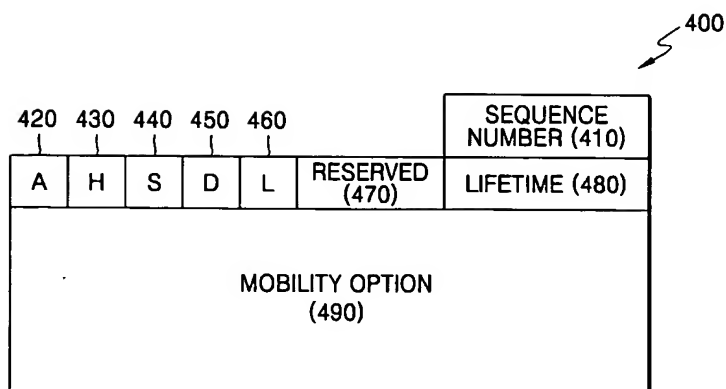 400
SEQUENCE
NUMBER (410)
420 430 440 450 460
A H S D L RESERVED
(470) LIFETIME (480)
MOBILITY OPTION
(490)